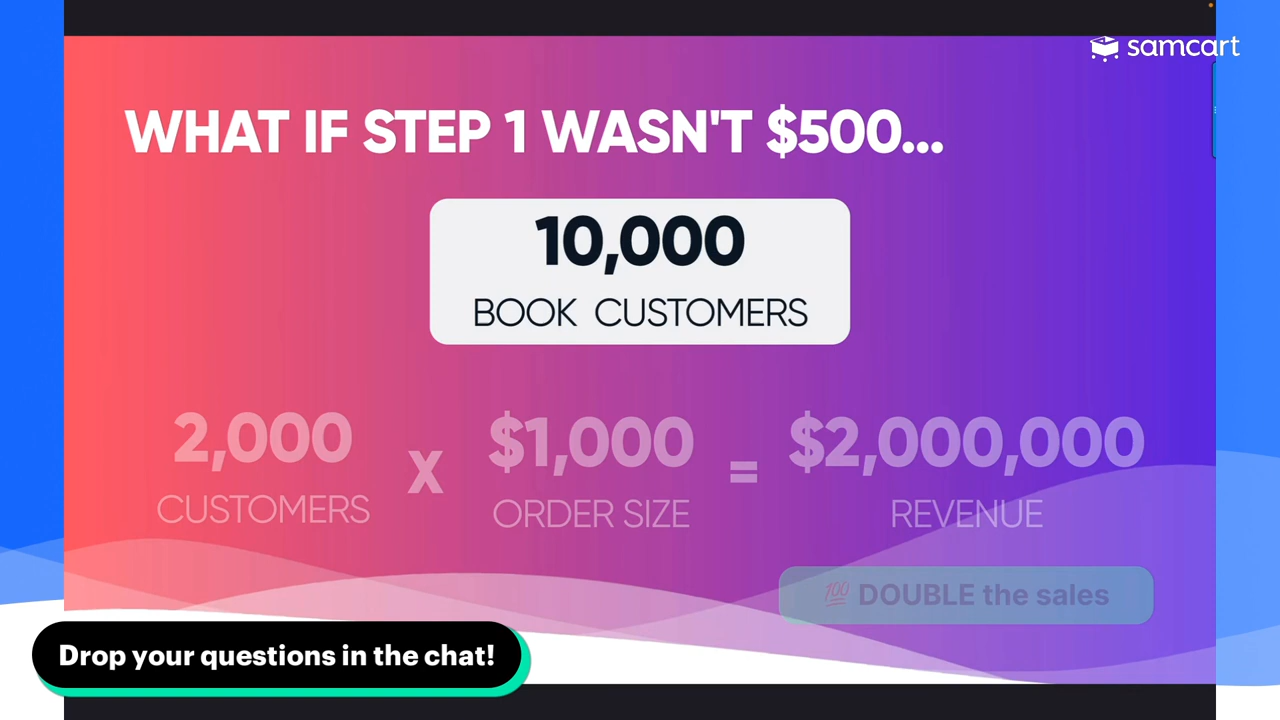 samcart
WHAT IF STEP 1 WASN'T $500...
10,000
BOOK CUSTOMERS
2,000 X $1,000 = $2,000,000
CUSTOMERS ORDER SIZE REVENUE
💯 DOUBLE the sales
Drop your questions in the chat!